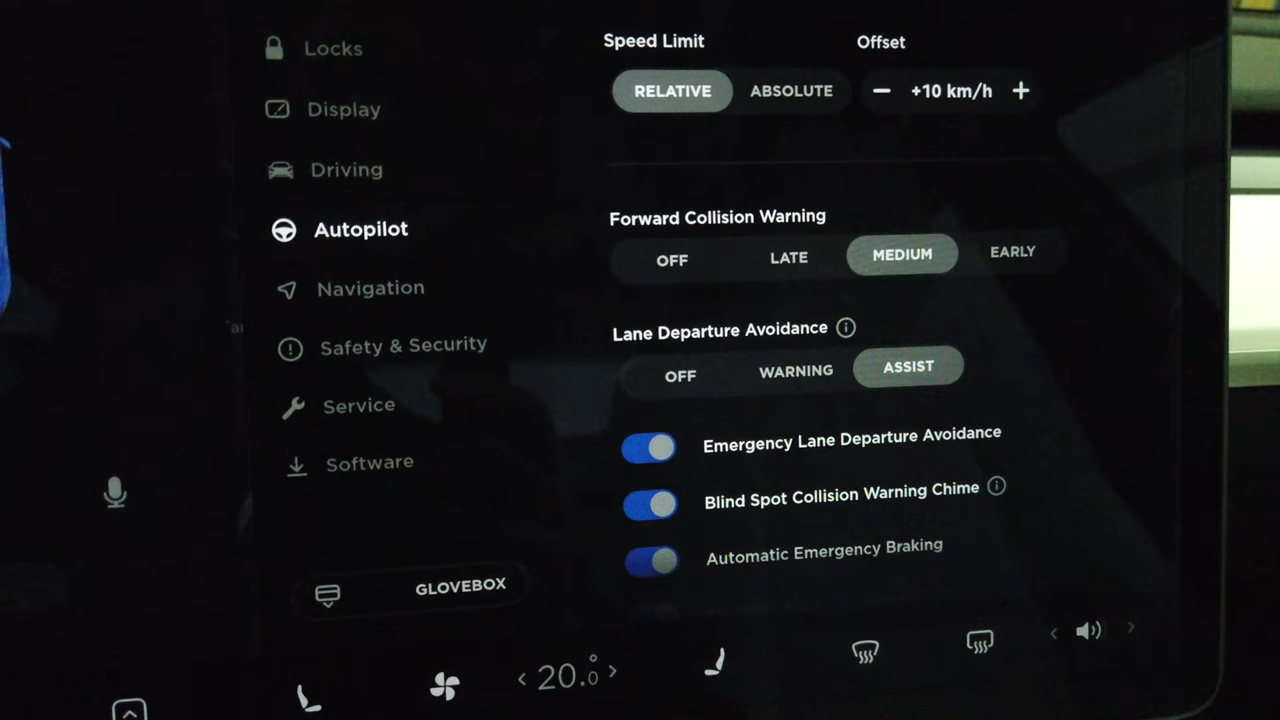 Locks
Display
Driving
Autopilot
Navigation
Safety & Security
Service
Software
GLOVEBOX
Speed Limit
Offset
RELATIVE
ABSOLUTE
+10 km/h
Forward Collision Warning
OFF
LATE
MEDIUM
EARLY
Lane Departure Avoidance
OFF
WARNING
ASSIST
Emergency Lane Departure Avoidance
Blind Spot Collision Warning Chime
Automatic Emergency Braking
20.0°